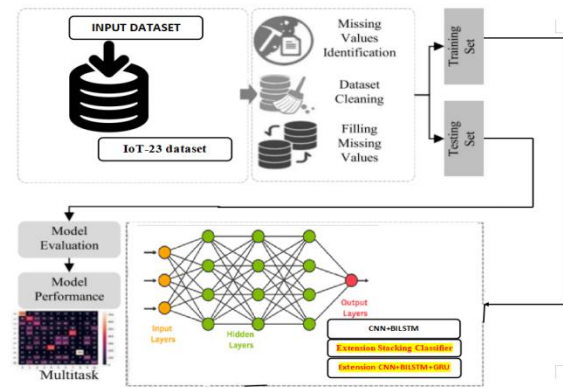 INPUT DATASET
IoT-23 dataset
Missing
Values
Identification
Dataset
Cleaning
Filling
Missing
Values
Training
Set
Testing
Set
Model
Evaluation
Model
Performance
Multitask
Input
Layers
Hidden
Layers
Output
Layers
CNN+BILSTM
Extension Stacking Classifier
Extension CNN+BILSTM+GRU